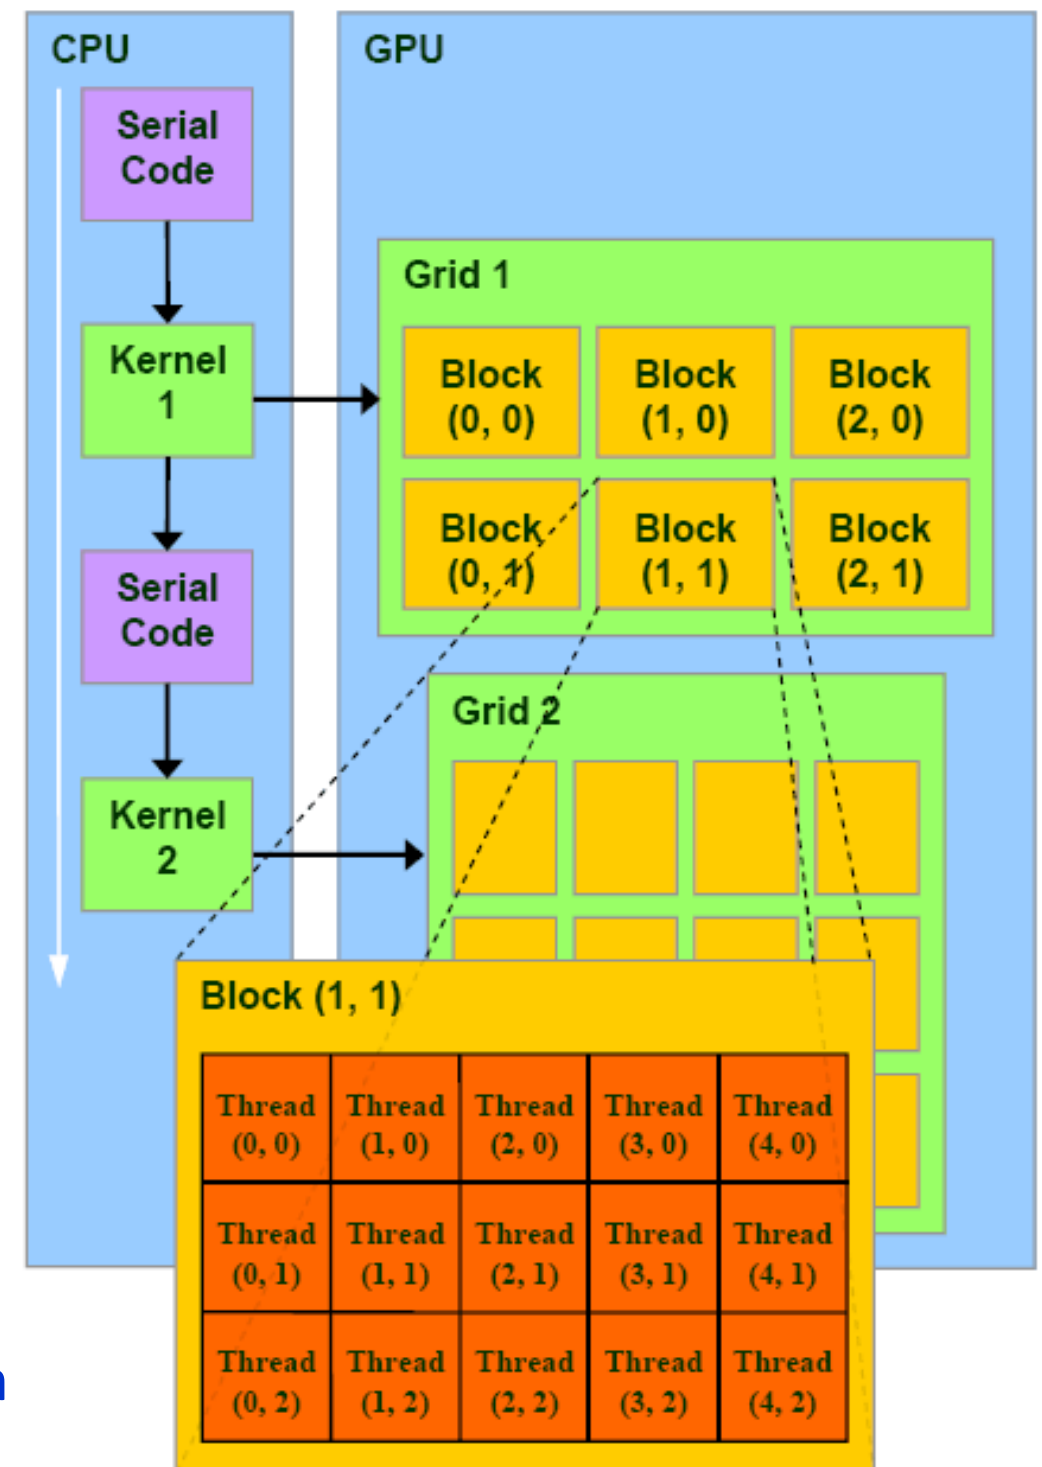 CPU
GPU
Serial
Code
Kernel
1
Serial
Code
Kernel
2
Grid 1
Block
(0, 0)
Block
(1, 0)
Block
(2, 0)
Block
(0, 1)
Block
(1, 1)
Block
(2, 1)
Grid 2
Block (1, 1)
Thread
(0, 0)
Thread
(1, 0)
Thread
(2, 0)
Thread
(3, 0)
Thread
(4, 0)
Thread
(0, 1)
Thread
(1, 1)
Thread
(2, 1)
Thread
(3, 1)
Thread
(4, 1)
Thread
(0, 2)
Thread
(1, 2)
Thread
(2, 2)
Thread
(3, 2)
Thread
(4, 2)